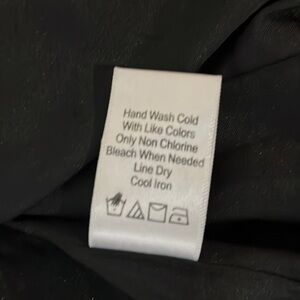 Hand Wash Cold
With Like Colors
Only Non Chlorine
Bleach When Needed
Line Dry
Cool Iron